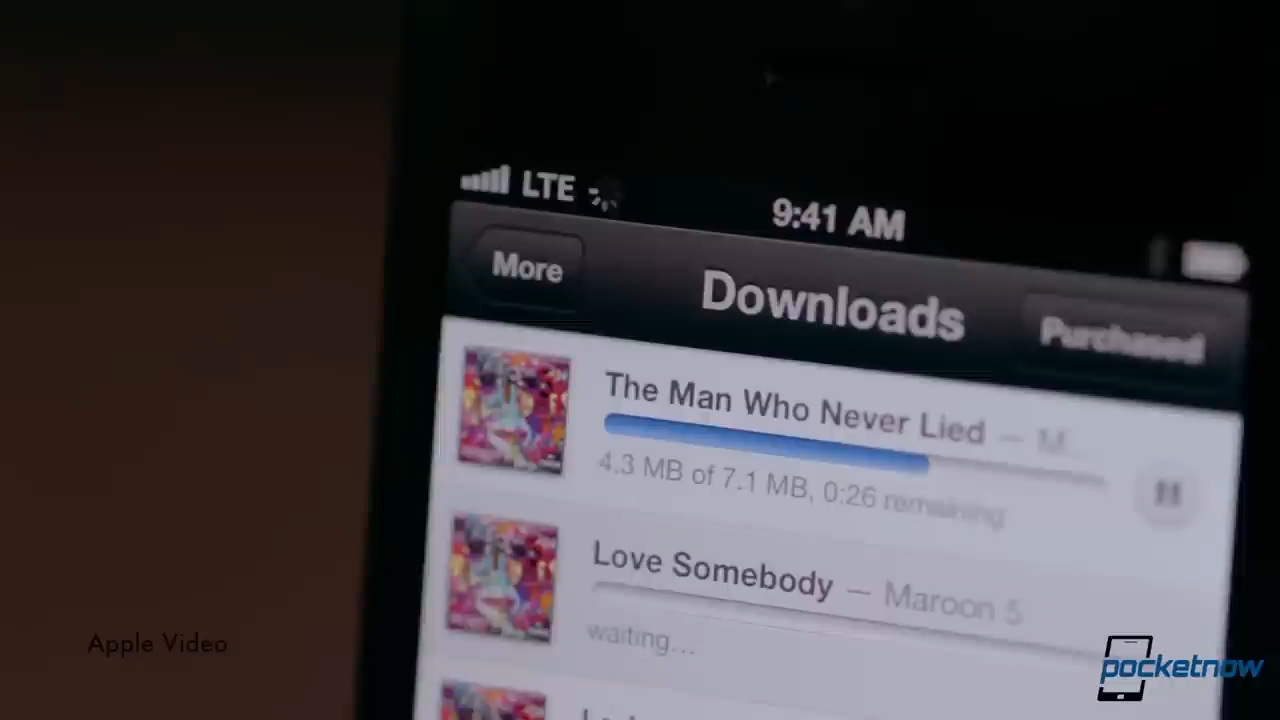 LTE
9:41 AM
More
Downloads
Purchased
The Man Who Never Lied — M...
4.3 MB of 7.1 MB, 0:26 remaining
Love Somebody — Maroon 5
waiting...
Apple Video
pocketnow